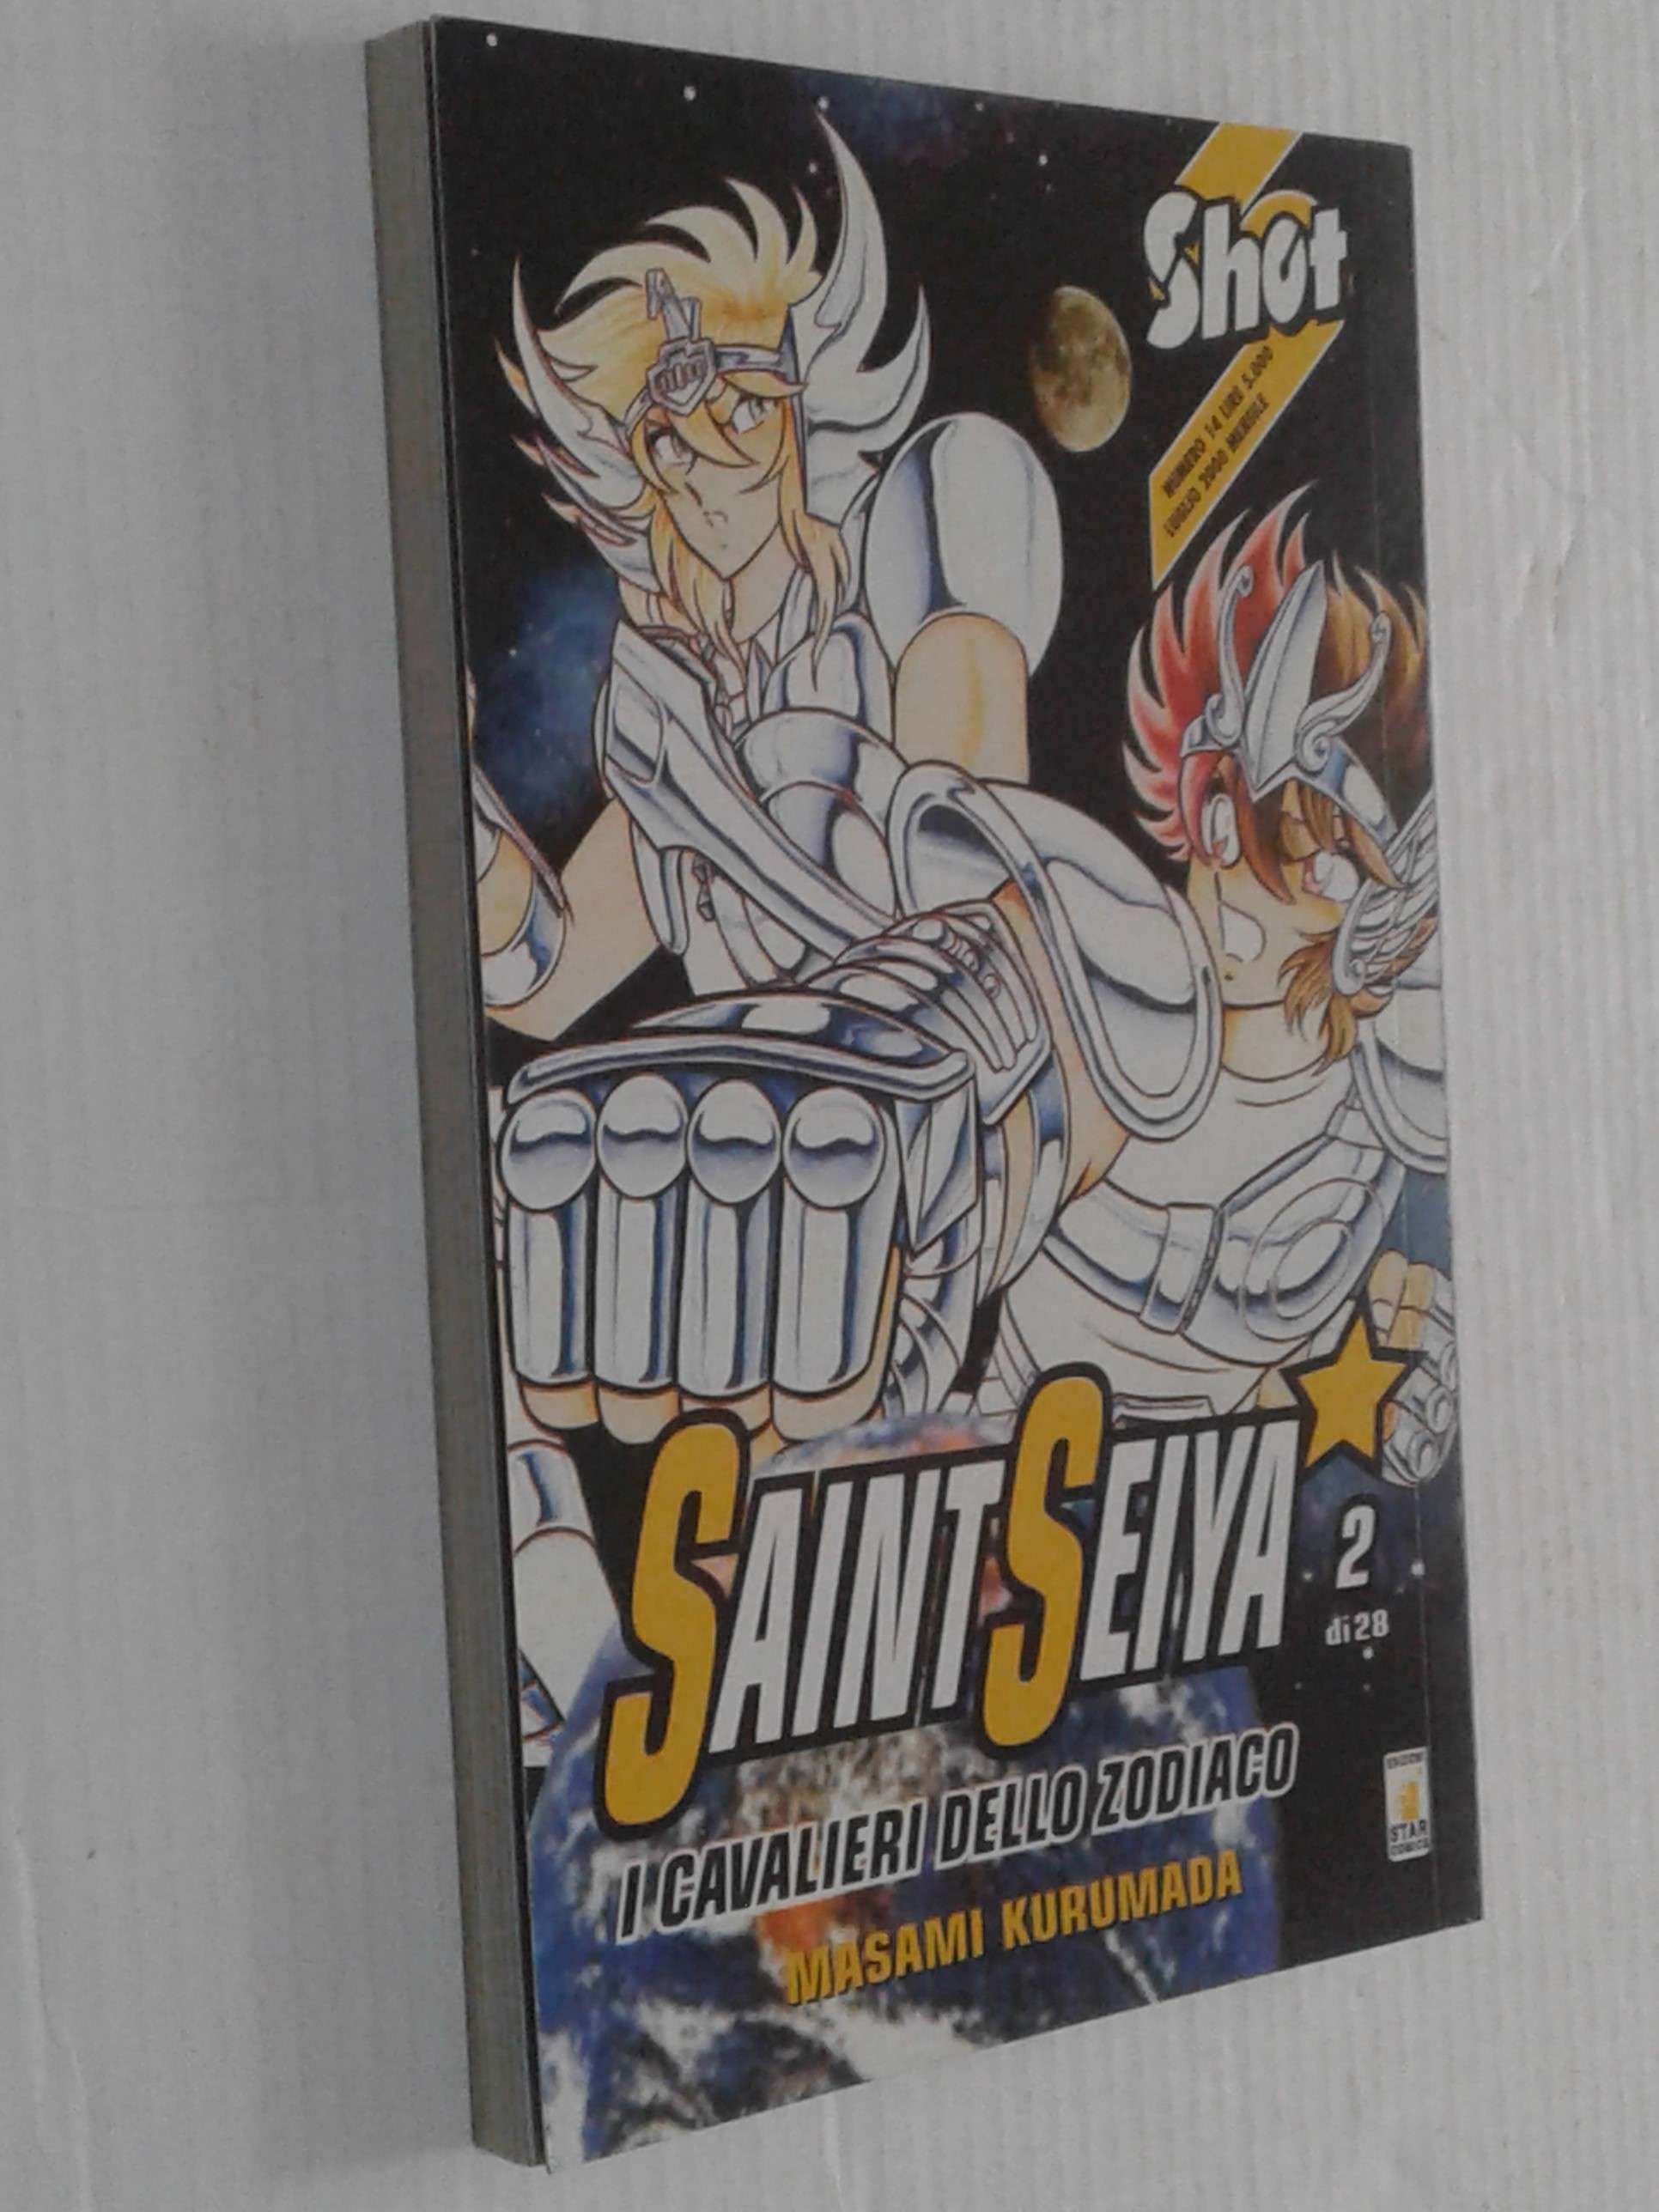 Shot
NUMERO 14 LIRE 5.000
LUGLIO 2000 MENSILE
SAINT SEIYA
2
di 28
I CAVALIERI DELLO ZODIACO
MASAMI KURUMADA
EDIZIONI
STAR
COMICS